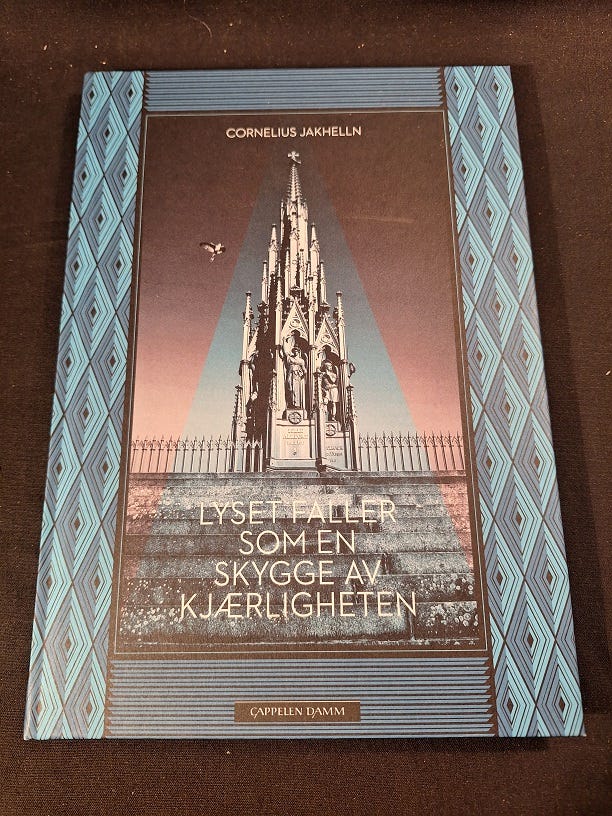 CORNELIUS JAKHELLN
LYSET FALLER
SOM EN
SKYGGE AV
KJÆRLIGHETEN
CAPPELEN DAMM